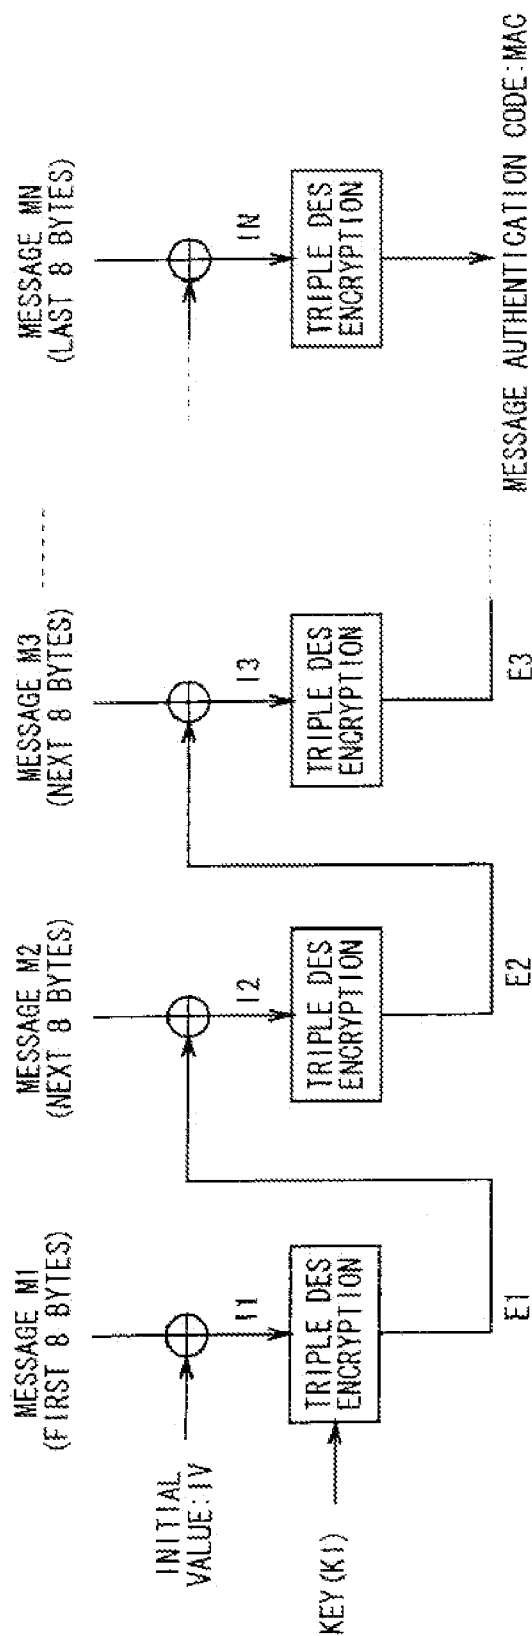 MESSAGE M1
(FIRST 8 BYTES)
MESSAGE M2
(NEXT 8 BYTES)
MESSAGE M3
(NEXT 8 BYTES)
MESSAGE MN
(LAST 8 BYTES)
INITIAL
VALUE:IV
I1
I2
I3
IN
KEY(K1)
TRIPLE DES
ENCRYPTION
TRIPLE DES
ENCRYPTION
TRIPLE DES
ENCRYPTION
TRIPLE DES
ENCRYPTION
E1
E2
E3
MESSAGE AUTHENTICATION CODE:MAC